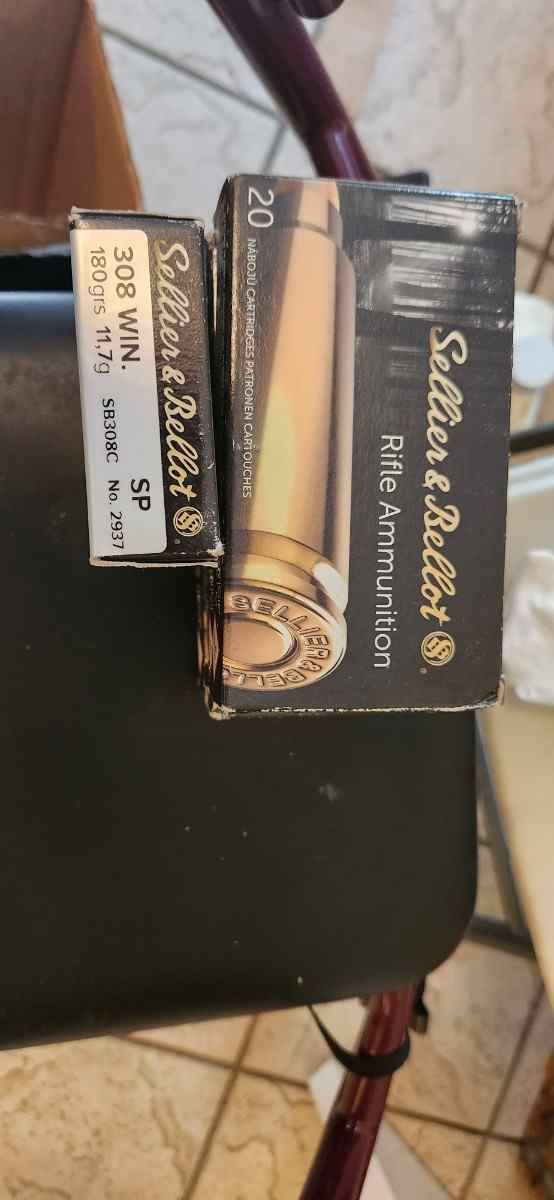 Sellier & Bellot
308 WIN. SP
180grs 11,7g SB308C No. 2937
Sellier & Bellot
Rifle Ammunition
SELLIER & BELLO
20 NÁBOJŮ CARTRIDGES PATRONEN CARTOUCHES